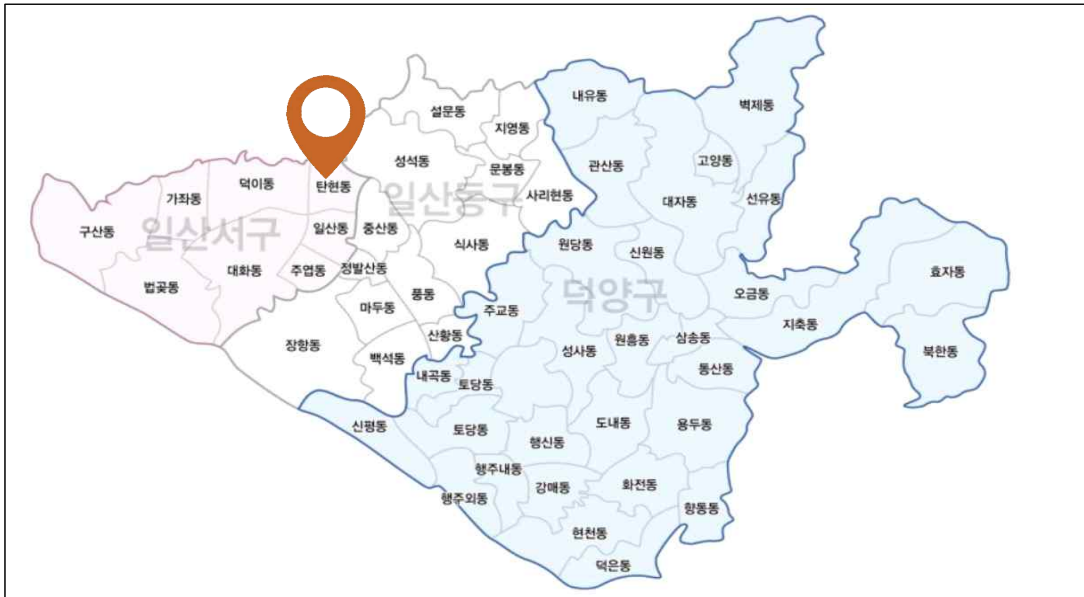 내유동
벽제동
설문동
지영동
성석동
문봉동
관산동
고양동
덕이동
탄현동
가좌동
사리현동
대자동
선유동
일산동구
구산동
일산서구
일산동
중산동
식사동
원당동
신원동
대화동
주업동
정발산동
효자동
법곶동
풍동
덕양구
오금동
마두동
주교동
지축동
산황동
원흥동
삼송동
장항동
백석동
성사동
북한동
내곡동
토당동
동산동
신평동
토당동
행신동
도내동
용두동
행주내동
강매동
화전동
행주외동
향동동
현천동
덕은동